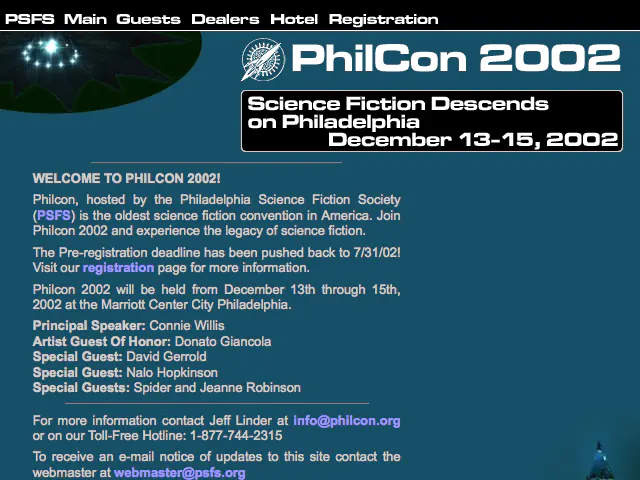 PSFS Main Guests Dealers Hotel Registration
PhilCon 2002
Science Fiction Descends
on Philadelphia
December 13-15, 2002
WELCOME TO PHILCON 2002!
Philcon, hosted by the Philadelphia Science Fiction Society
(PSFS) is the oldest science fiction convention in America. Join
Philcon 2002 and experience the legacy of science fiction.
The Pre-registration deadline has been pushed back to 7/31/02!
Visit our registration page for more information.
Philcon 2002 will be held from December 13th through 15th,
2002 at the Marriott Center City Philadelphia.
Principal Speaker: Connie Willis
Artist Guest Of Honor: Donato Giancola
Special Guest: David Gerrold
Special Guest: Nalo Hopkinson
Special Guests: Spider and Jeanne Robinson
For more information contact Jeff Linder at info@philcon.org
or on our Toll-Free Hotline: 1-877-744-2315
To receive an e-mail notice of updates to this site contact the
webmaster at webmaster@psfs.org